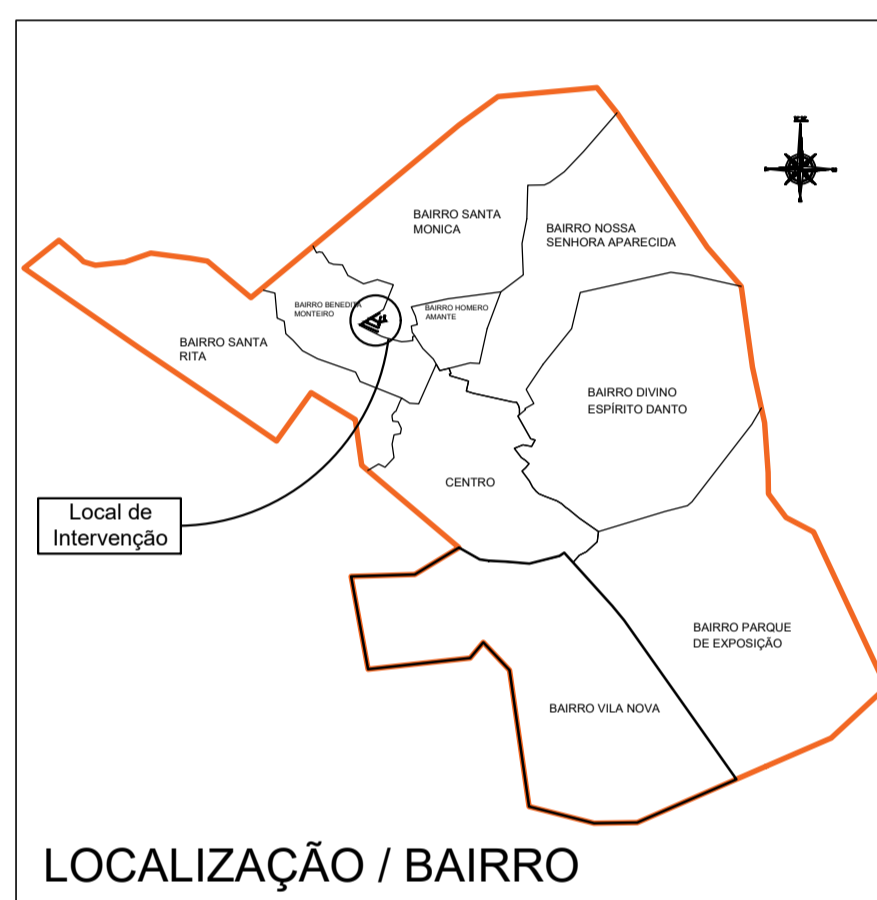 BAIRRO SANTA
MONICA
BAIRRO NOSSA
SENHORA APARECIDA
BAIRRO BENEDITA
MONTEIRO
BAIRRO HOMERO
AMANTE
BAIRRO SANTA
RITA
BAIRRO DIVINO
ESPÍRITO DANTO
CENTRO
Local de
Intervenção
BAIRRO PARQUE
DE EXPOSIÇÃO
BAIRRO VILA NOVA
LOCALIZAÇÃO / BAIRRO